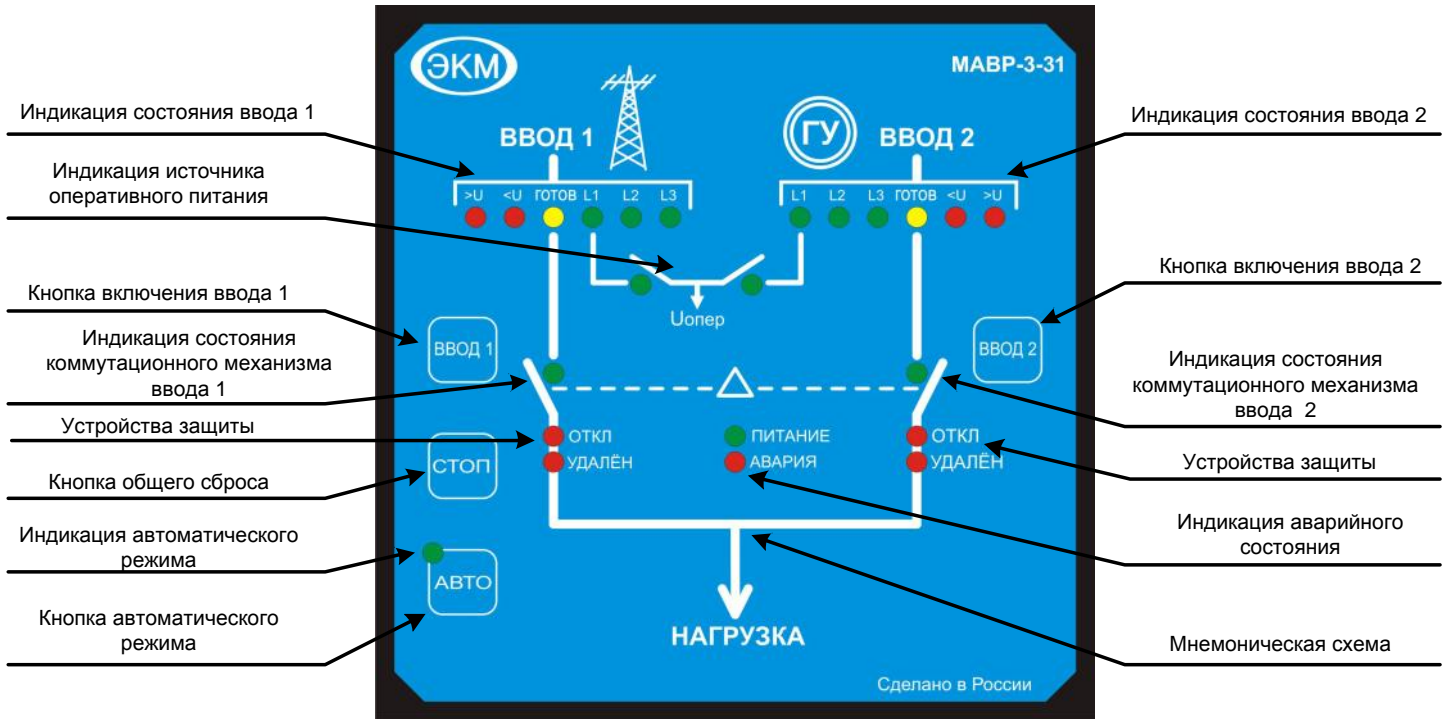 ЭКМ
МАВР-3-31
Индикация состояния ввода 1
Индикация источника
оперативного питания
Кнопка включения ввода 1
Индикация состояния
коммутационного механизма
ввода 1
Устройства защиты
Кнопка общего сброса
Индикация автоматического
режима
Кнопка автоматического
режима
ВВОД 1
ГУ
ВВОД 2
>U <U ГОТОВ L1 L2 L3
L1 L2 L3 ГОТОВ <U >U
Uопер
ВВОД 1
ВВОД 2
ОТКЛ
УДАЛЁН
ПИТАНИЕ
АВАРИЯ
ОТКЛ
УДАЛЁН
СТОП
АВТО
НАГРУЗКА
Сделано в России
Индикация состояния ввода 2
Кнопка включения ввода 2
Индикация состояния
коммутационного механизма
ввода 2
Устройства защиты
Индикация аварийного
состояния
Мнемоническая схема